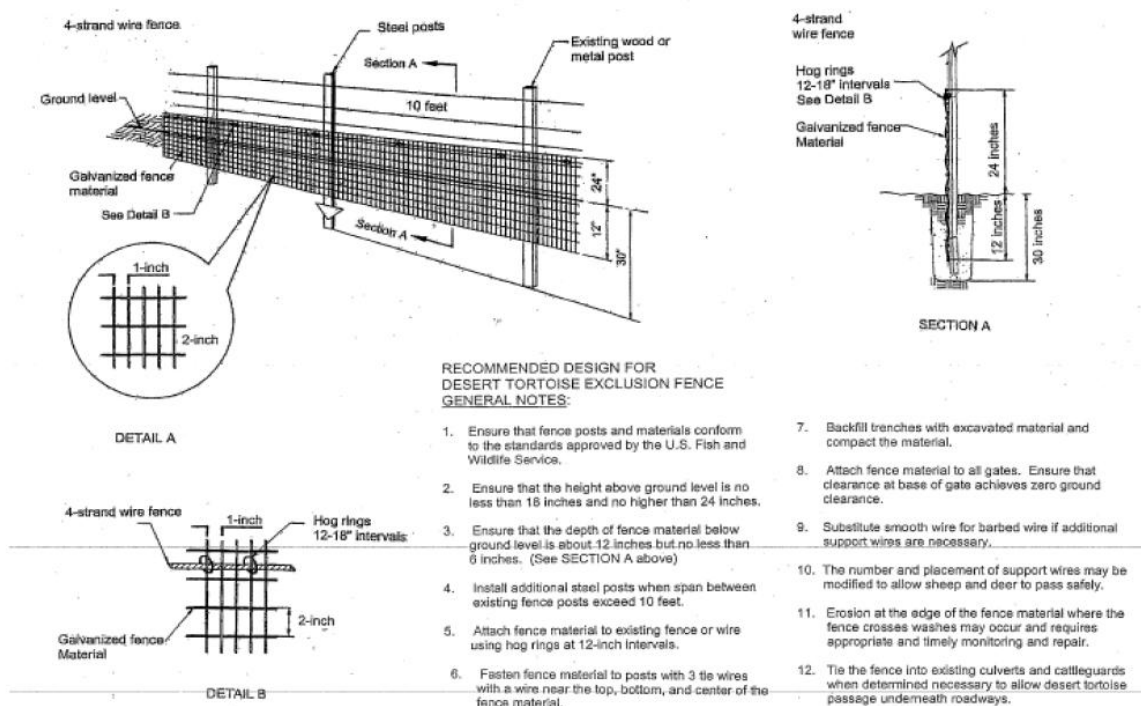 4-strand wire fence
Steel posts
Existing wood or
metal post
Section A
Ground level
10 feet
Galvanized fence
material
See Detail B
24"
12"
30"
Section A
1-inch
2-inch
DETAIL A
4-strand
wire fence
Hog rings
12-18" intervals
See Detail B
Galvanized fence
Material
24 inches
12 inches
30 inches
SECTION A
4-strand wire fence
1-inch
Hog rings
12-18" intervals
2-inch
Galvanized fence
Material
DETAIL B
RECOMMENDED DESIGN FOR
DESERT TORTOISE EXCLUSION FENCE
GENERAL NOTES:
1. Ensure that fence posts and materials conform
to the standards approved by the U.S. Fish and
Wildlife Service.
2. Ensure that the height above ground level is no
less than 18 inches and no higher than 24 inches.
3. Ensure that the depth of fence material below
ground level is about 12 inches but no less than
6 inches. (See SECTION A above)
4. Install additional steel posts when span between
existing fence posts exceed 10 feet.
5. Attach fence material to existing fence or wire
using hog rings at 12-inch intervals.
6. Fasten fence material to posts with 3 tie wires
with a wire near the top, bottom, and center of the
fence material.
7. Backfill trenches with excavated material and
compact the material.
8. Attach fence material to all gates. Ensure that
clearance at base of gate achieves zero ground
clearance.
9. Substitute smooth wire for barbed wire if additional
support wires are necessary.
10. The number and placement of support wires may be
modified to allow sheep and deer to pass safely.
11. Erosion at the edge of the fence material where the
fence crosses washes may occur and requires
appropriate and timely monitoring and repair.
12. Tie the fence into existing culverts and cattleguards
when determined necessary to allow desert tortoise
passage underneath roadways.